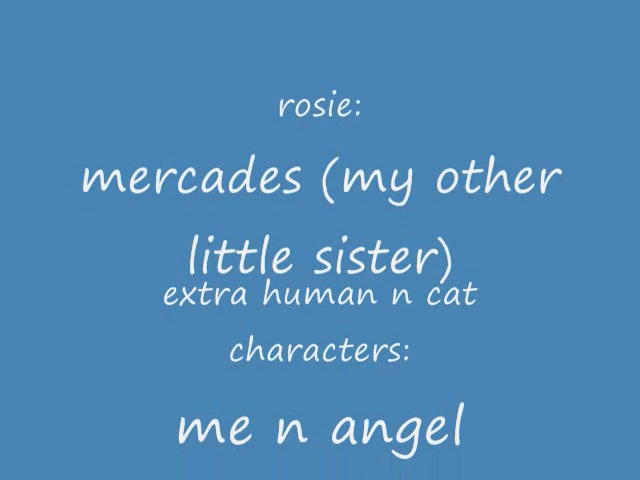 rosie:
mercades (my other
little sister)
extra human n cat
characters:
me n angel